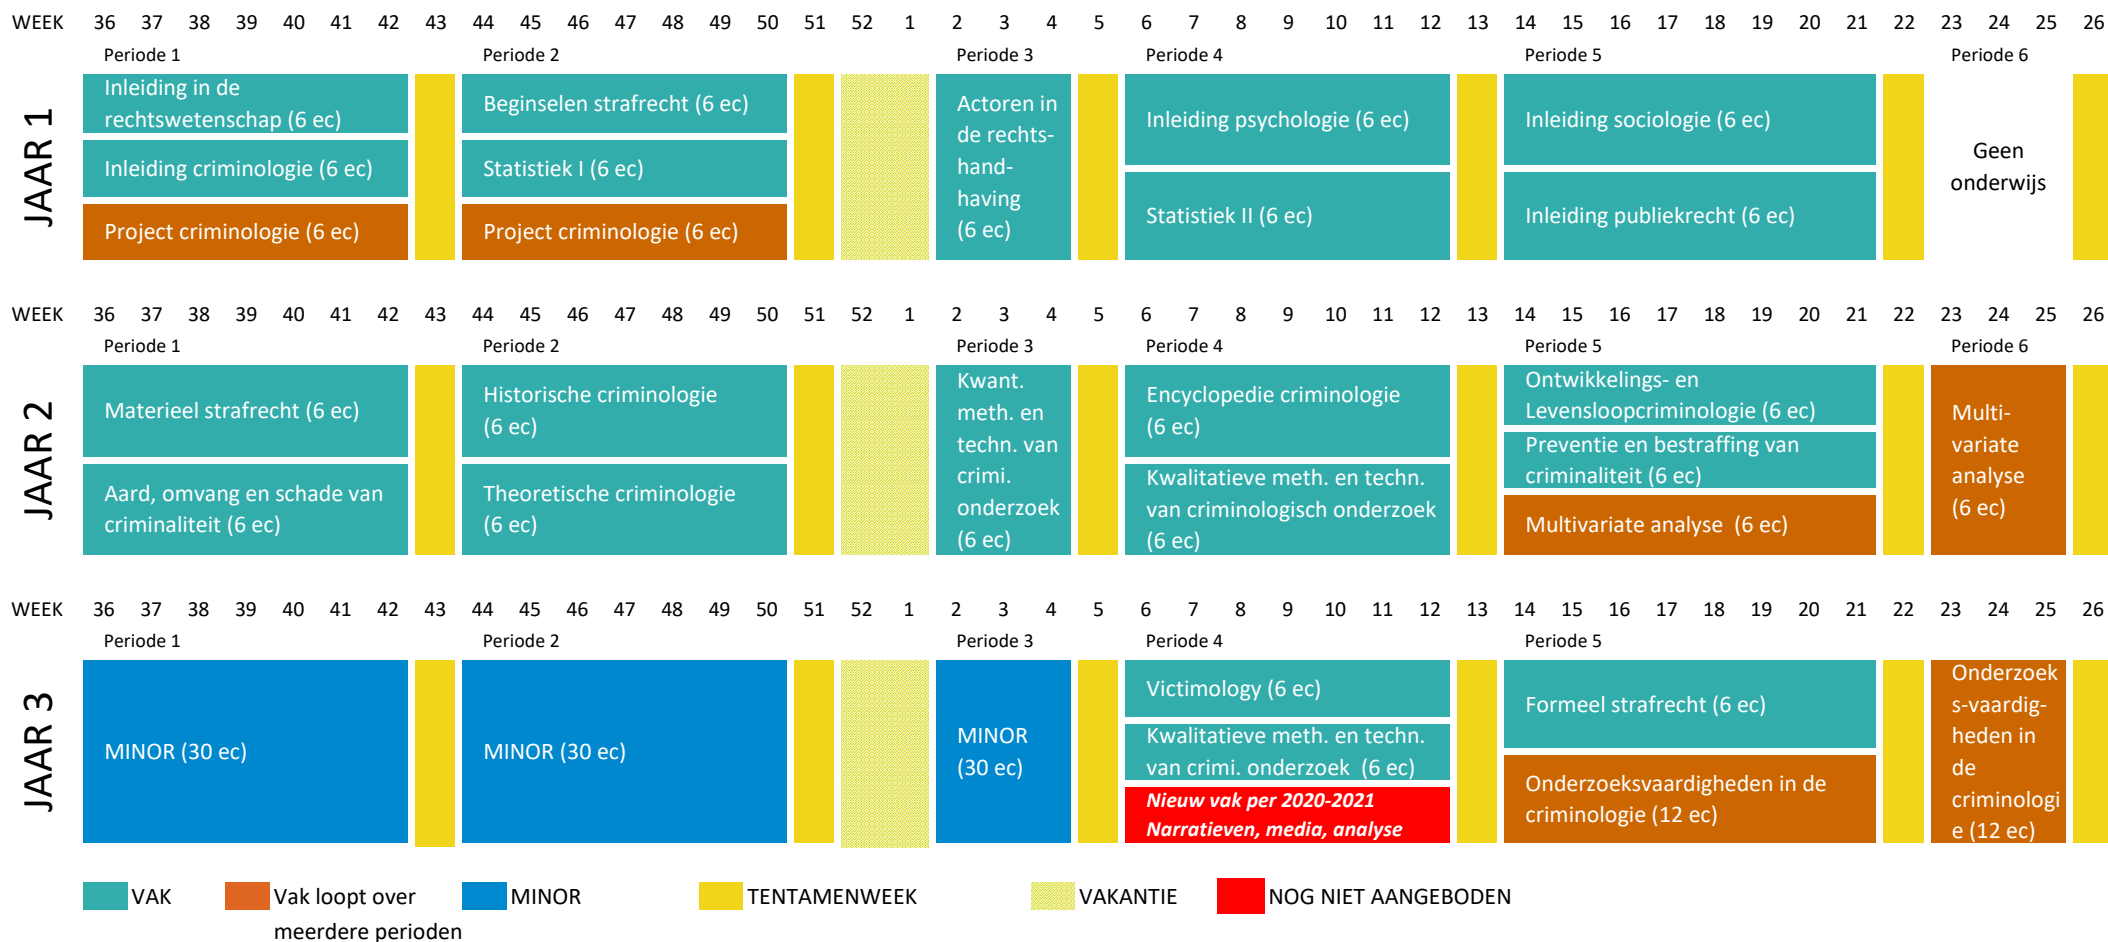 WEEK 36 37 38 39 40 41 42 43 44 45 46 47 48 49 50 51 52 1 2 3 4 5 6 7 8 9 10 11 12 13 14 15 16 17 18 19 20 21 22 23 24 25 26
Periode 1 Periode 2 Periode 3 Periode 4 Periode 5 Periode 6
JAAR 1
Inleiding in de
rechtswetenschap (6 ec)
Inleiding criminologie (6 ec)
Project criminologie (6 ec)
Beginselen strafrecht (6 ec)
Statistiek I (6 ec)
Project criminologie (6 ec)
Actoren in
de rechts-
hand-
having
(6 ec)
Inleiding psychologie (6 ec)
Statistiek II (6 ec)
Inleiding sociologie (6 ec)
Inleiding publiekrecht (6 ec)
Geen
onderwijs
WEEK 36 37 38 39 40 41 42 43 44 45 46 47 48 49 50 51 52 1 2 3 4 5 6 7 8 9 10 11 12 13 14 15 16 17 18 19 20 21 22 23 24 25 26
Periode 1 Periode 2 Periode 3 Periode 4 Periode 5 Periode 6
JAAR 2
Materieel strafrecht (6 ec)
Aard, omvang en schade van
criminaliteit (6 ec)
Historische criminologie
(6 ec)
Theoretische criminologie
(6 ec)
Kwant.
meth. en
techn. van
crimi.
onderzoek
(6 ec)
Encyclopedie criminologie
(6 ec)
Kwalitatieve meth. en techn.
van criminologisch onderzoek
(6 ec)
Ontwikkelings- en
Levensloopcriminologie (6 ec)
Preventie en bestraffing van
criminaliteit (6 ec)
Multivariate analyse (6 ec)
Multi-
variate
analyse
(6 ec)
WEEK 36 37 38 39 40 41 42 43 44 45 46 47 48 49 50 51 52 1 2 3 4 5 6 7 8 9 10 11 12 13 14 15 16 17 18 19 20 21 22 23 24 25 26
Periode 1 Periode 2 Periode 3 Periode 4 Periode 5
JAAR 3
MINOR (30 ec)
MINOR (30 ec)
MINOR
(30 ec)
Victimology (6 ec)
Kwalitatieve meth. en techn.
van crimi. onderzoek (6 ec)
Nieuw vak per 2020-2021
Narratieven, media, analyse
Formeel strafrecht (6 ec)
Onderzoeksvaardigheden in de
criminologie (12 ec)
Onderzoek
s-vaardig-
heden in
de
criminologi
e (12 ec)
VAK
Vak loopt over
meerdere perioden
MINOR
TENTAMENWEEK
VAKANTIE
NOG NIET AANGEBODEN